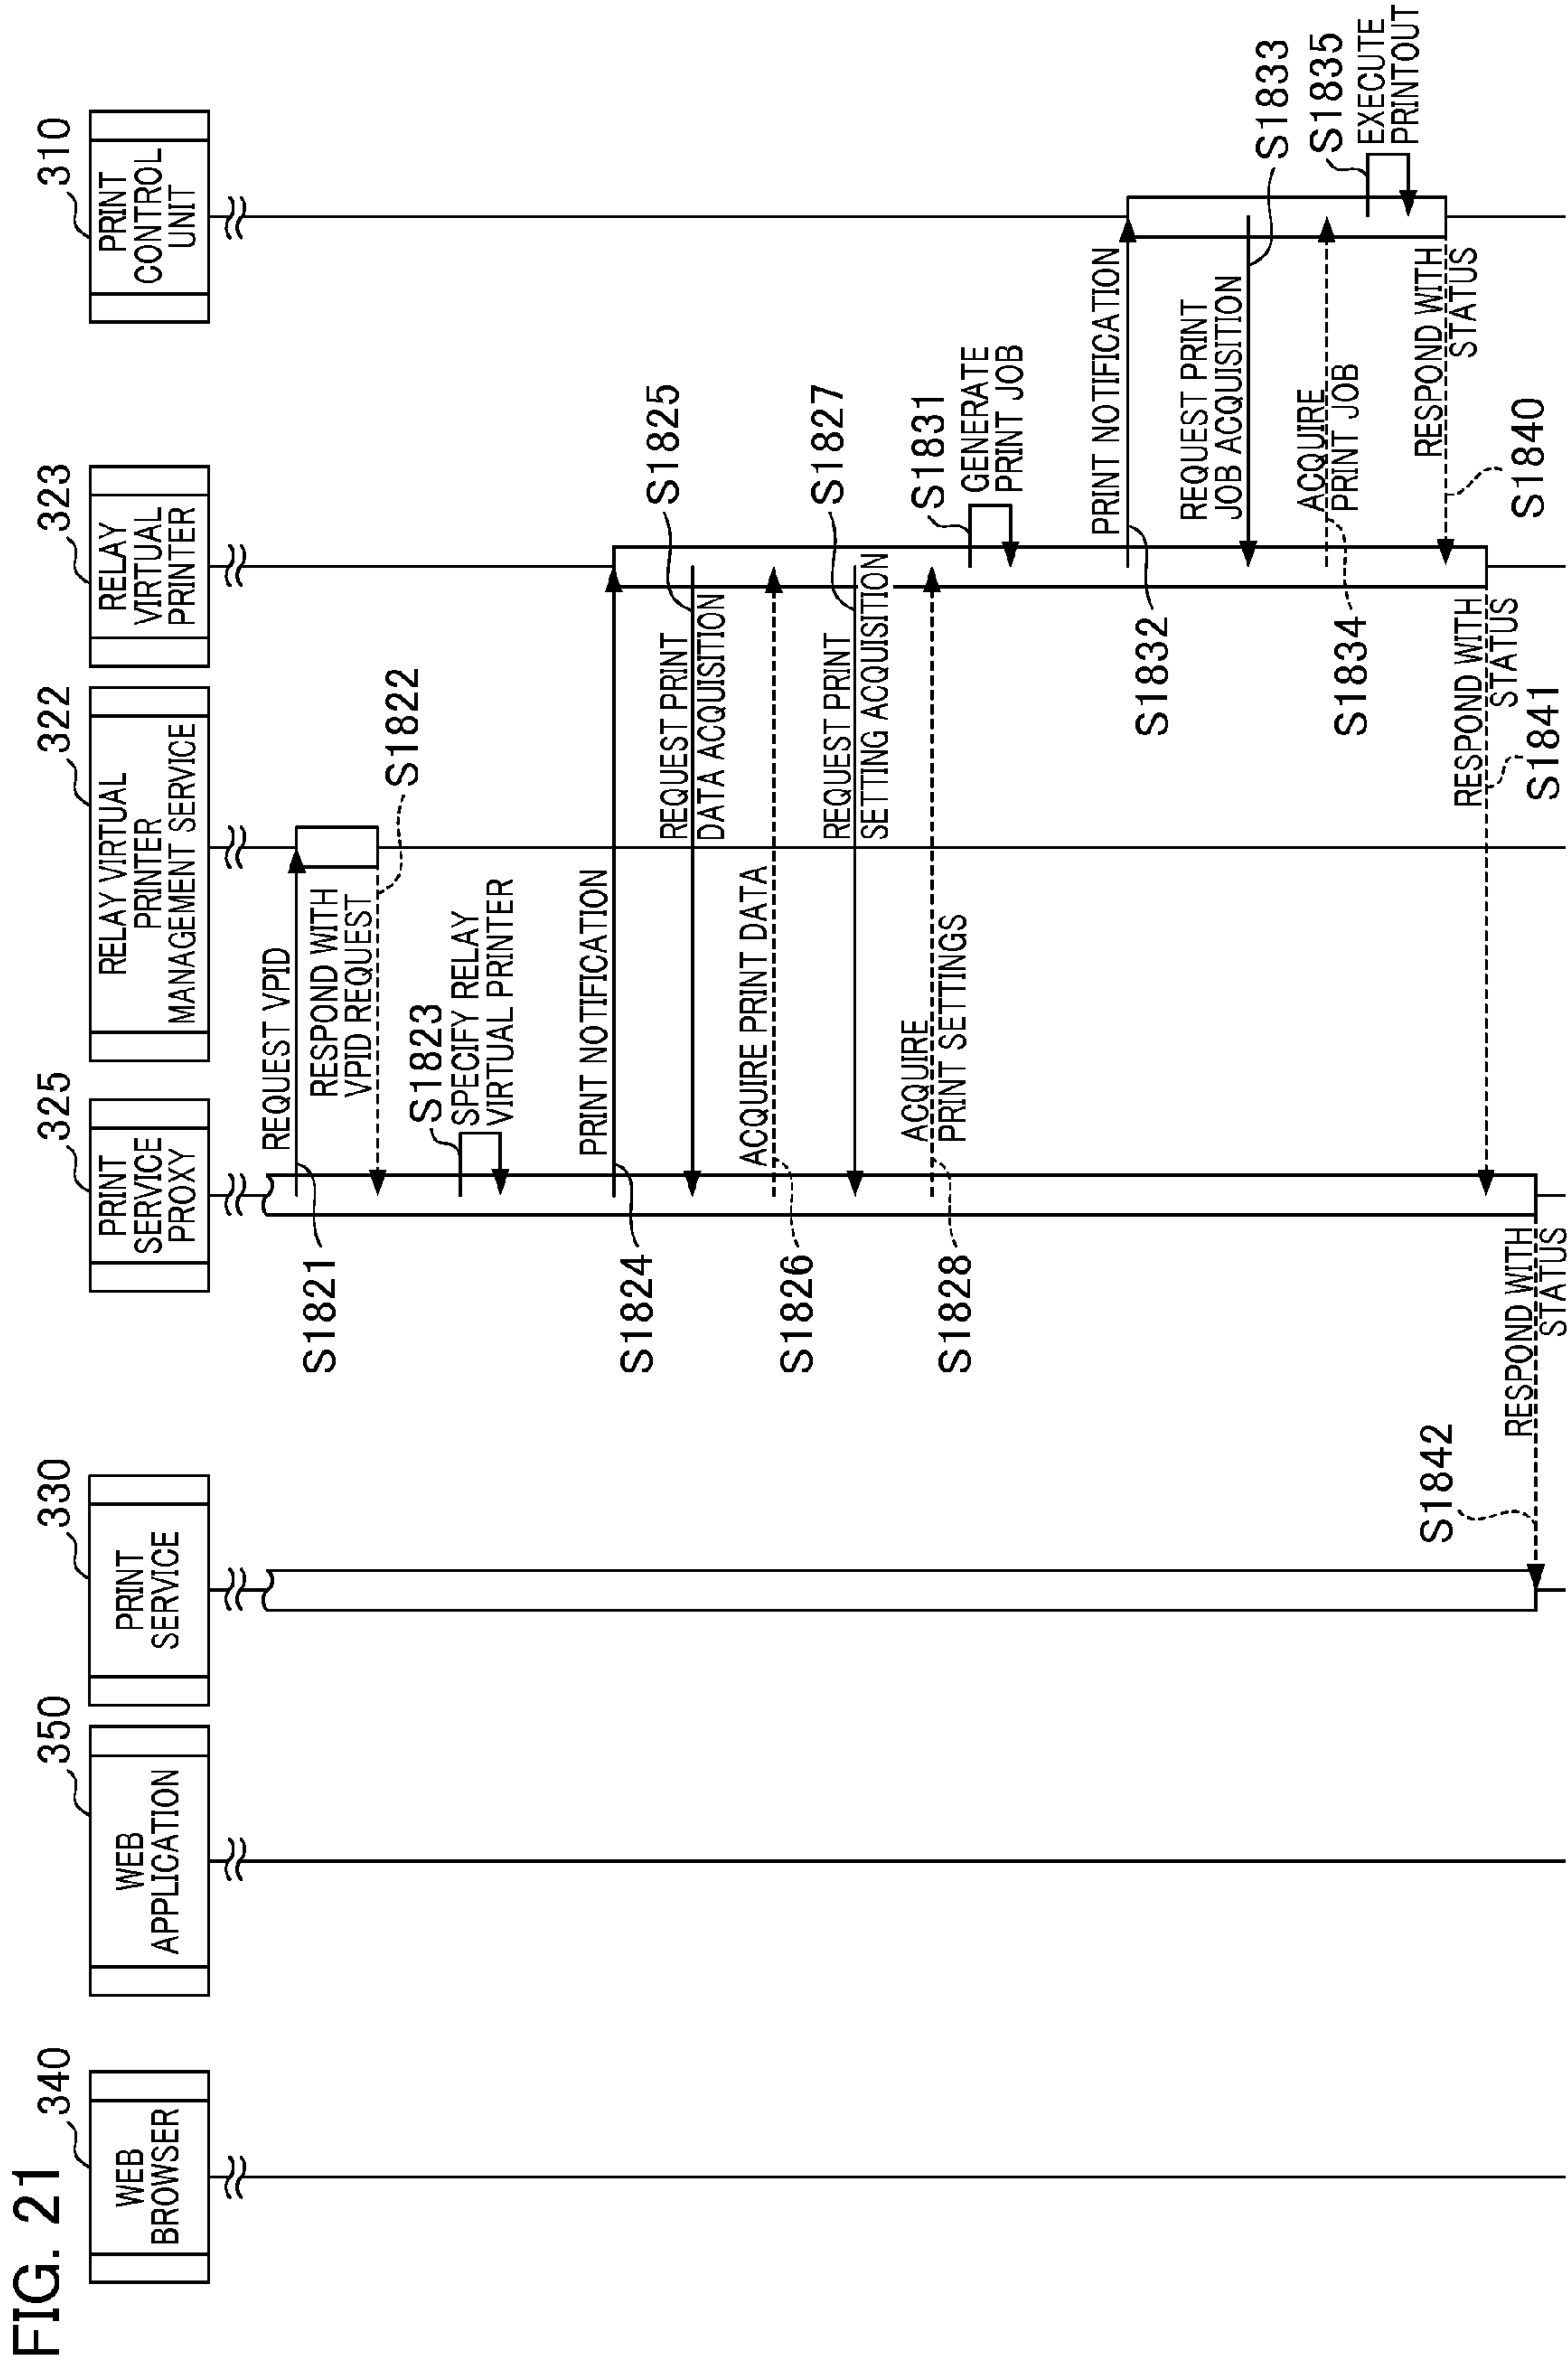 FIG. 21
340
WEB
BROWSER
350
WEB
APPLICATION
330
PRINT
SERVICE
325
PRINT
SERVICE
PROXY
322
RELAY VIRTUAL
PRINTER
MANAGEMENT SERVICE
323
RELAY
VIRTUAL
PRINTER
310
PRINT
CONTROL
UNIT
REQUEST VPID
S1821
RESPOND WITH
VPID REQUEST
S1822
S1823
SPECIFY RELAY
VIRTUAL PRINTER
PRINT NOTIFICATION
S1824
REQUEST PRINT
DATA ACQUISITION
S1825
ACQUIRE PRINT DATA
S1826
REQUEST PRINT
SETTING ACQUISITION
S1827
ACQUIRE
PRINT SETTINGS
S1828
S1831
GENERATE
PRINT JOB
PRINT NOTIFICATION
S1832
REQUEST PRINT
JOB ACQUISITION
S1833
ACQUIRE
PRINT JOB
S1834
S1835
EXECUTE
PRINTOUT
RESPOND WITH
STATUS
S1840
RESPOND WITH
STATUS
S1841
RESPOND WITH
STATUS
S1842